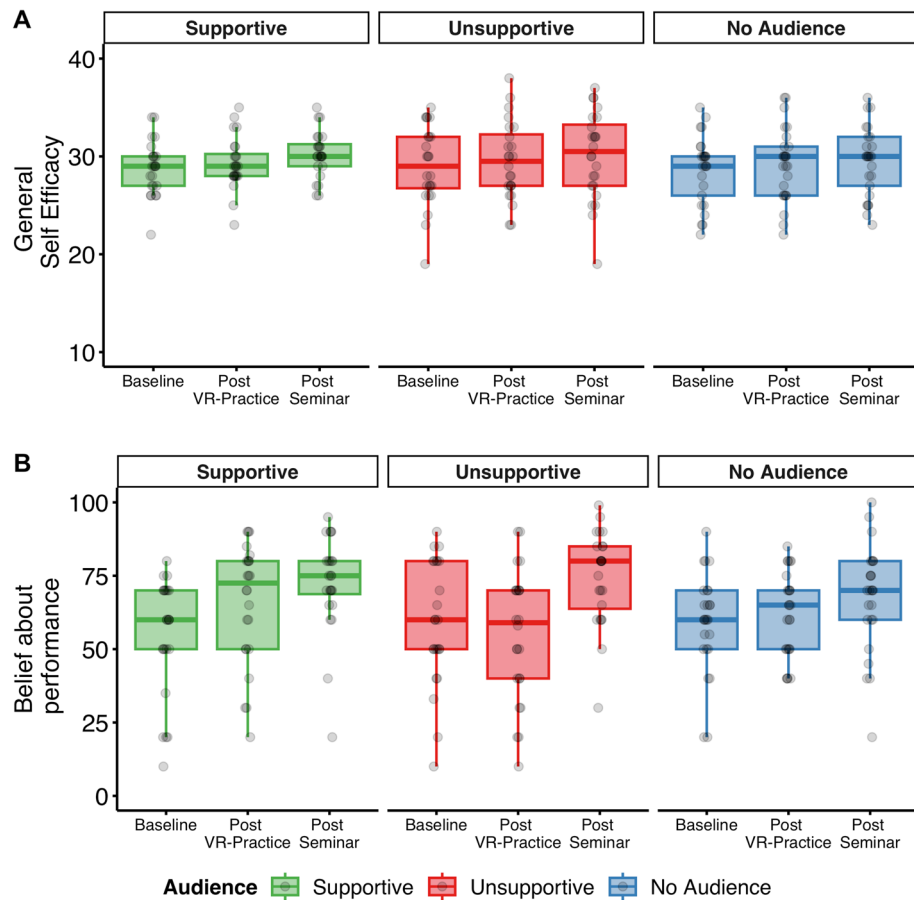 A
Supportive
Unsupportive
No Audience
General
Self Efficacy
40
30
20
10
Baseline
Post
VR-Practice
Post
Seminar
Baseline
Post
VR-Practice
Post
Seminar
Baseline
Post
VR-Practice
Post
Seminar
B
Supportive
Unsupportive
No Audience
Belief about
performance
100
75
50
25
0
Baseline
Post
VR-Practice
Post
Seminar
Baseline
Post
VR-Practice
Post
Seminar
Baseline
Post
VR-Practice
Post
Seminar
Audience Supportive Unsupportive No Audience